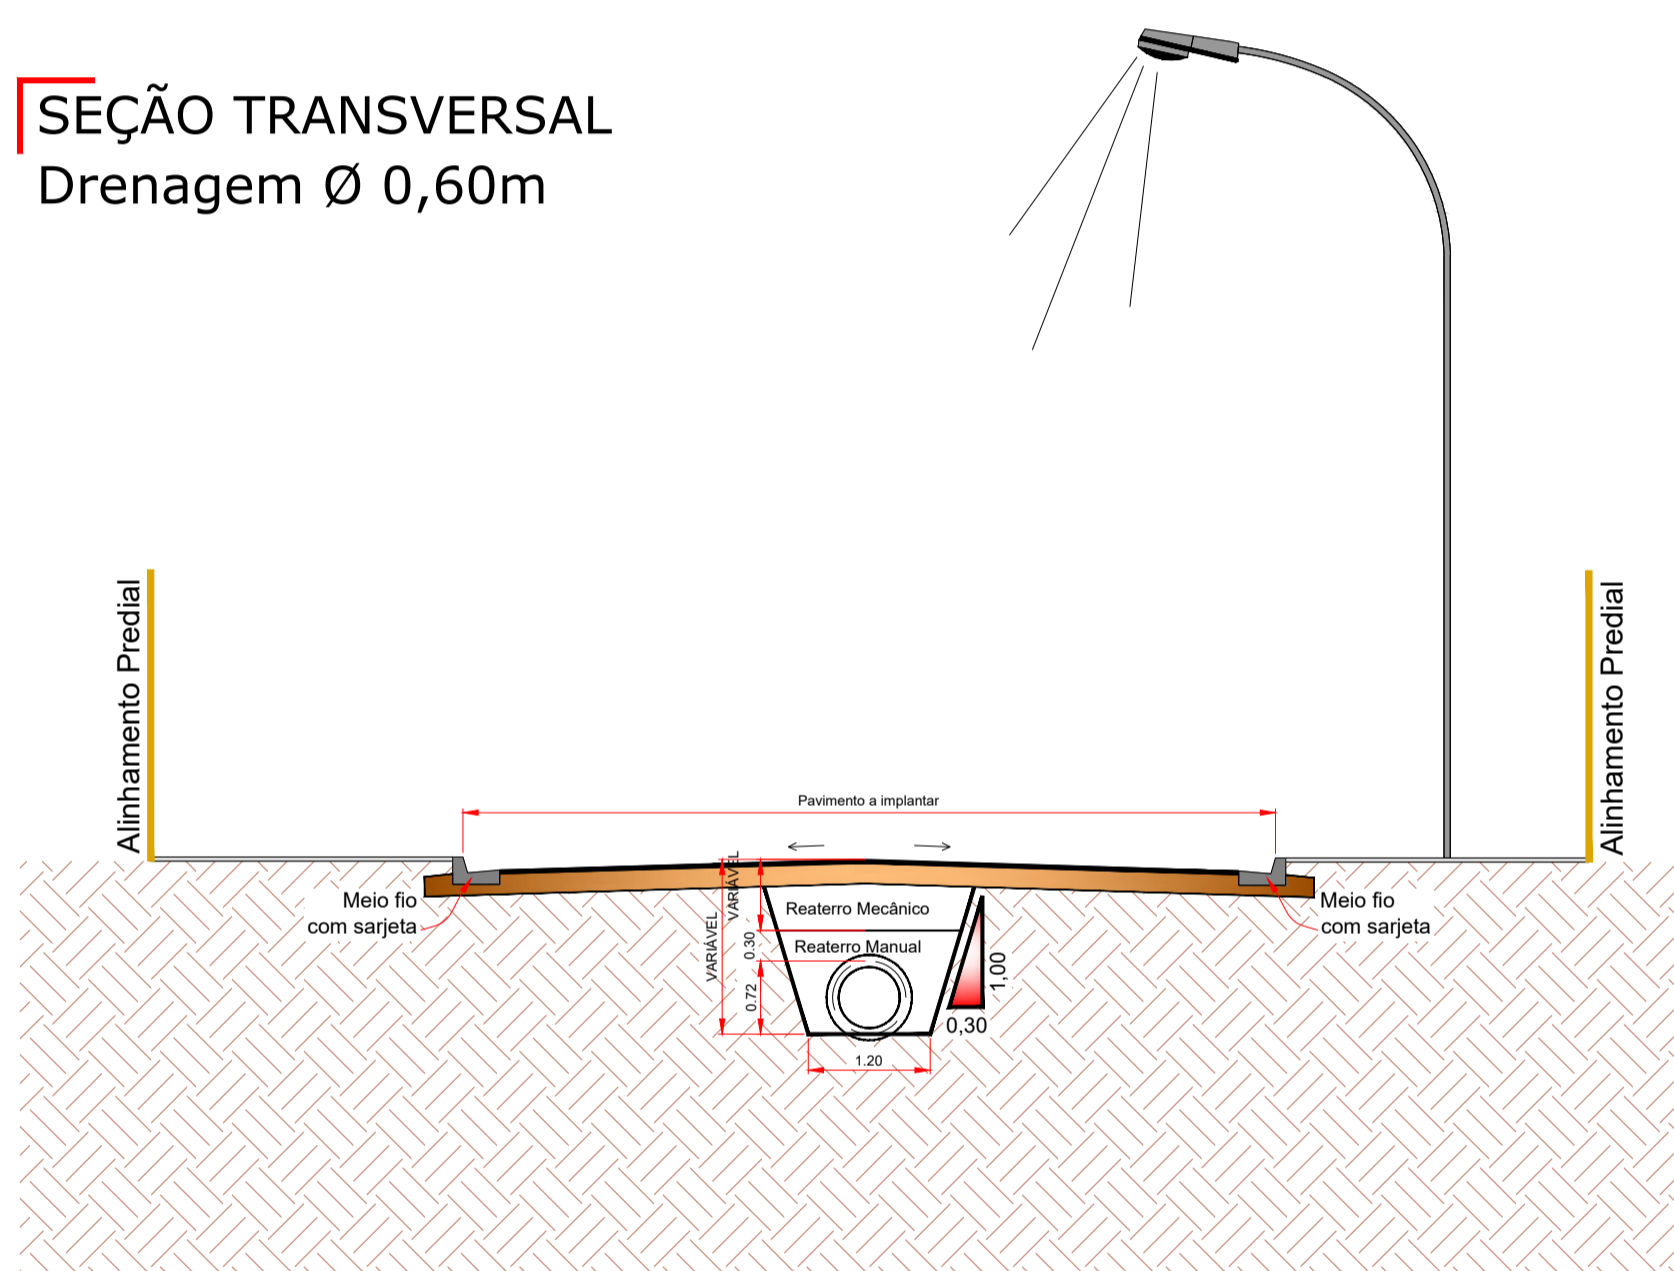 SEÇÃO TRANSVERSAL
Drenagem Ø 0,60m
Alinhamento Predial
Alinhamento Predial
Pavimento a implantar
Meio fio
com sarjeta
Meio fio
com sarjeta
VARIÁVEL
VARIÁVEL
Reaterro Mecânico
0.30
Reaterro Manual
0.72
1,00
0,30
1.20